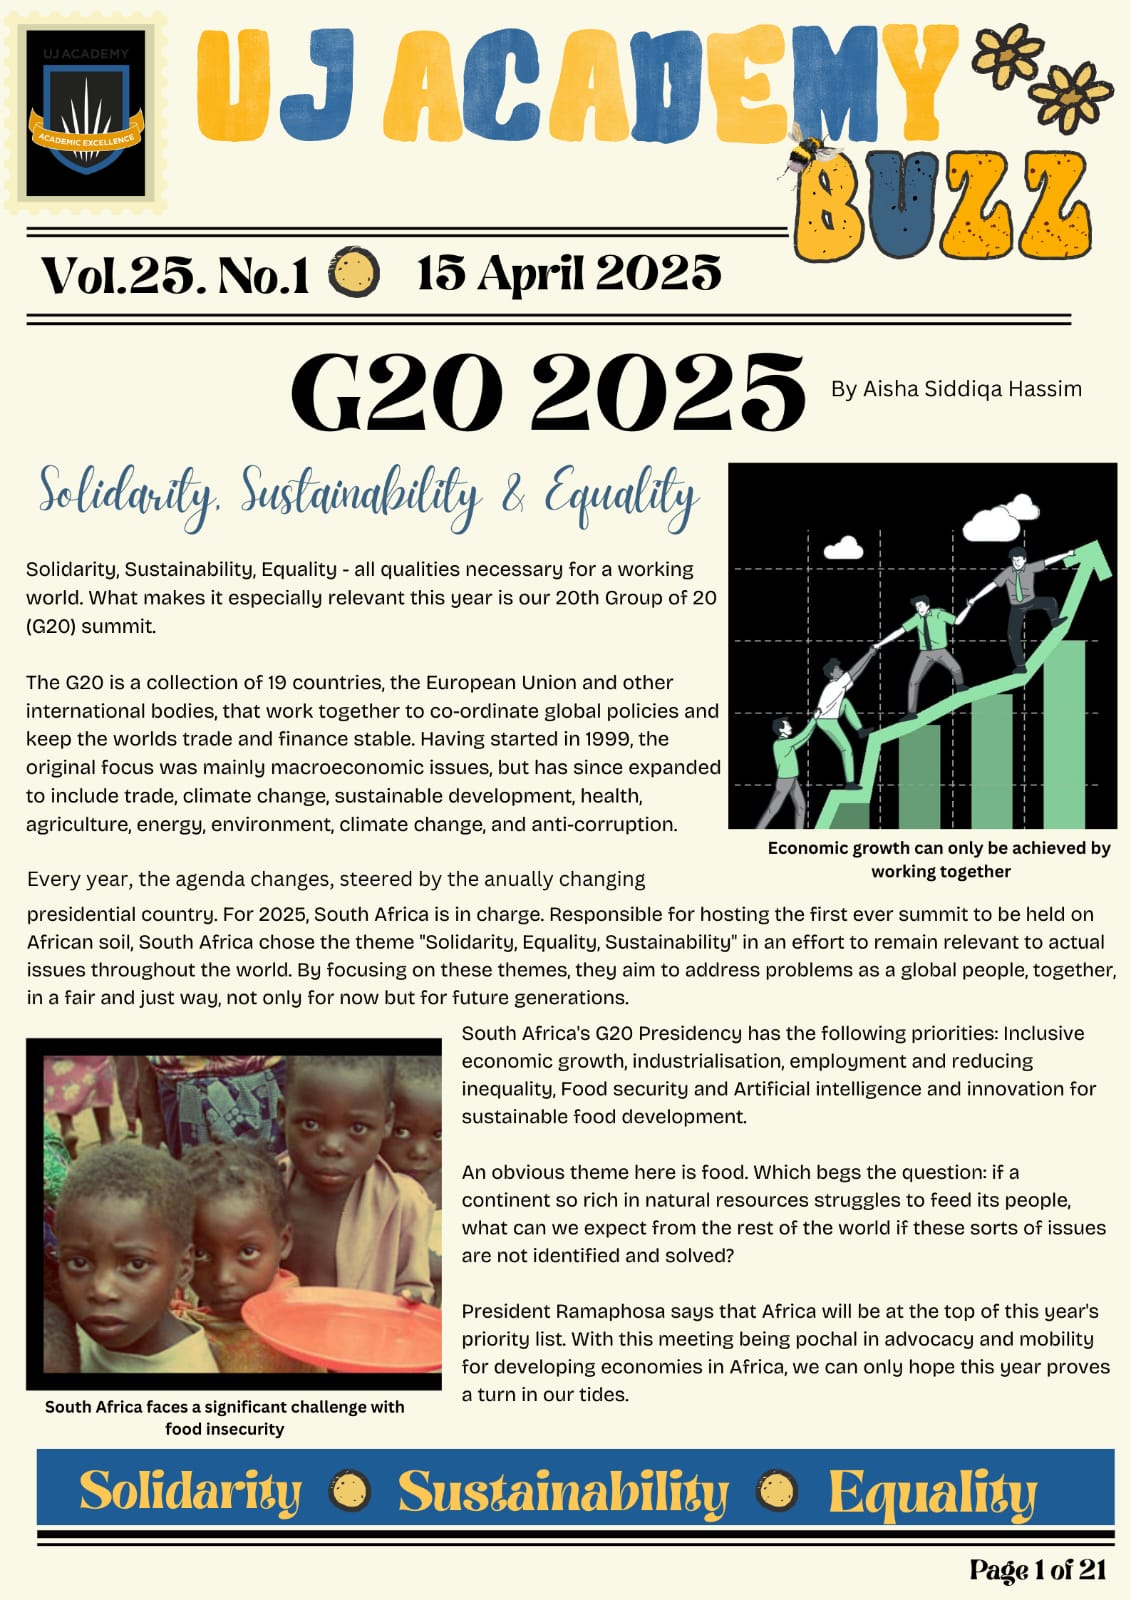 UJ ACADEMY
ACADEMIC EXCELLENCE
UJ ACADEMY
BUZZ
Vol.25. No.1
15 April 2025
G20 2025
By Aisha Siddiqa Hassim
Solidarity, Sustainability & Equality
Solidarity, Sustainability, Equality - all qualities necessary for a working
world. What makes it especially relevant this year is our 20th Group of 20
(G20) summit.
The G20 is a collection of 19 countries, the European Union and other
international bodies, that work together to co-ordinate global policies and
keep the worlds trade and finance stable. Having started in 1999, the
original focus was mainly macroeconomic issues, but has since expanded
to include trade, climate change, sustainable development, health,
agriculture, energy, environment, climate change, and anti-corruption.
Economic growth can only be achieved by
working together
Every year, the agenda changes, steered by the anually changing
presidential country. For 2025, South Africa is in charge. Responsible for hosting the first ever summit to be held on
African soil, South Africa chose the theme "Solidarity, Equality, Sustainability" in an effort to remain relevant to actual
issues throughout the world. By focusing on these themes, they aim to address problems as a global people, together,
in a fair and just way, not only for now but for future generations.
South Africa's G20 Presidency has the following priorities: Inclusive
economic growth, industrialisation, employment and reducing
inequality, Food security and Artificial intelligence and innovation for
sustainable food development.
An obvious theme here is food. Which begs the question: if a
continent so rich in natural resources struggles to feed its people,
what can we expect from the rest of the world if these sorts of issues
are not identified and solved?
President Ramaphosa says that Africa will be at the top of this year's
priority list. With this meeting being pochal in advocacy and mobility
for developing economies in Africa, we can only hope this year proves
a turn in our tides.
South Africa faces a significant challenge with
food insecurity
Solidarity Sustainability Equality
Page 1 of 21